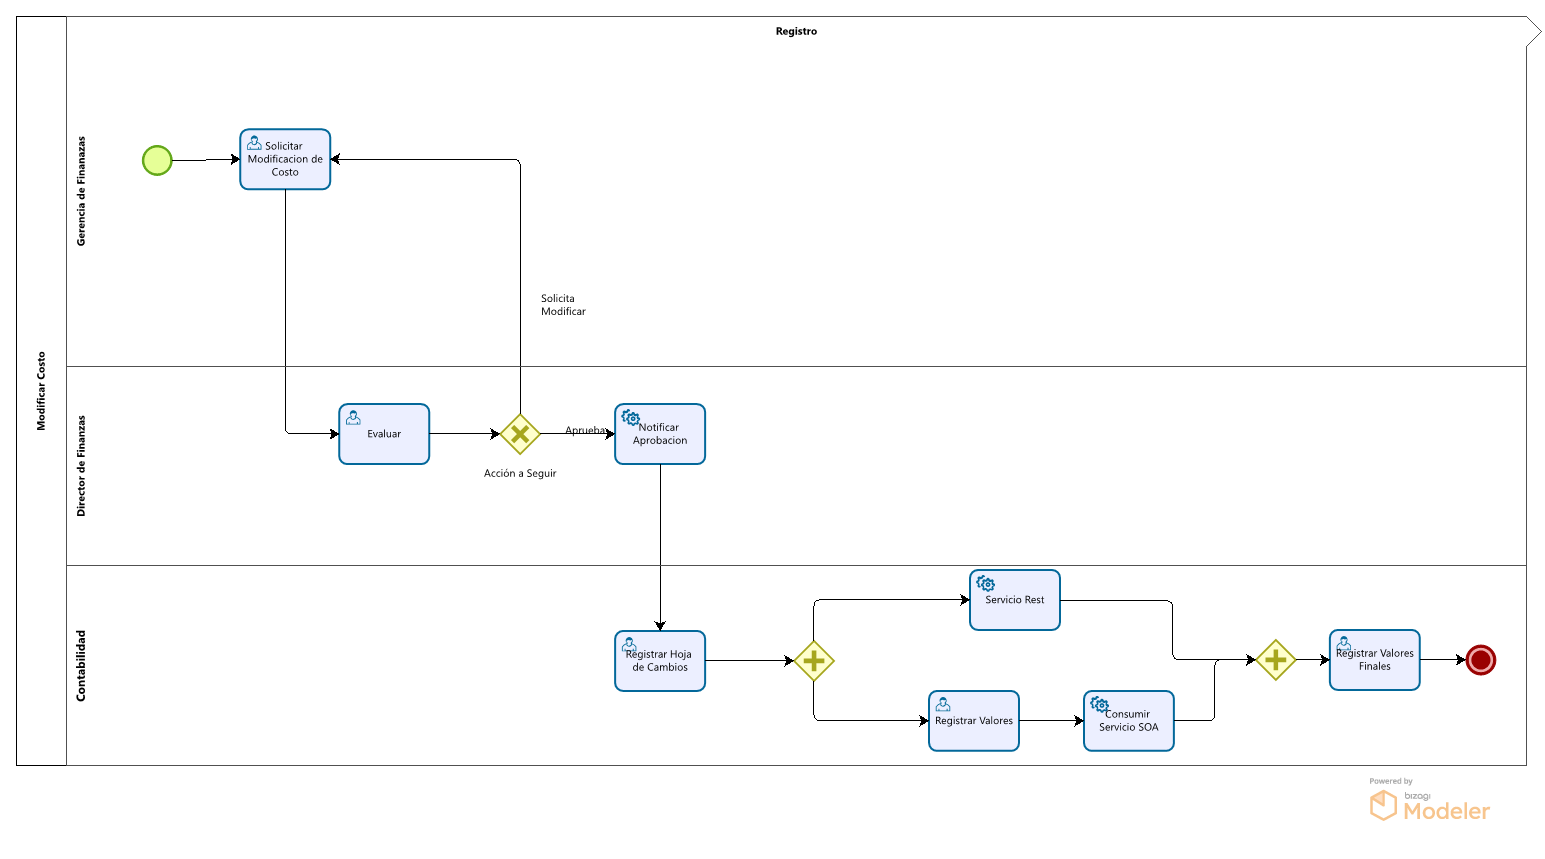 Registro
Modificar Costo
Gerencia de Finanazas
Solicitar
Modificacion de
Costo
Solicita
Modificar
Director de Finanzas
Evaluar
Acción a Seguir
Aprueba
Notificar
Aprobacion
Contabilidad
Registrar Hoja
de Cambios
Servicio Rest
Registrar Valores
Consumir
Servicio SOA
Registrar Valores
Finales
Powered by
bizagi
Modeler